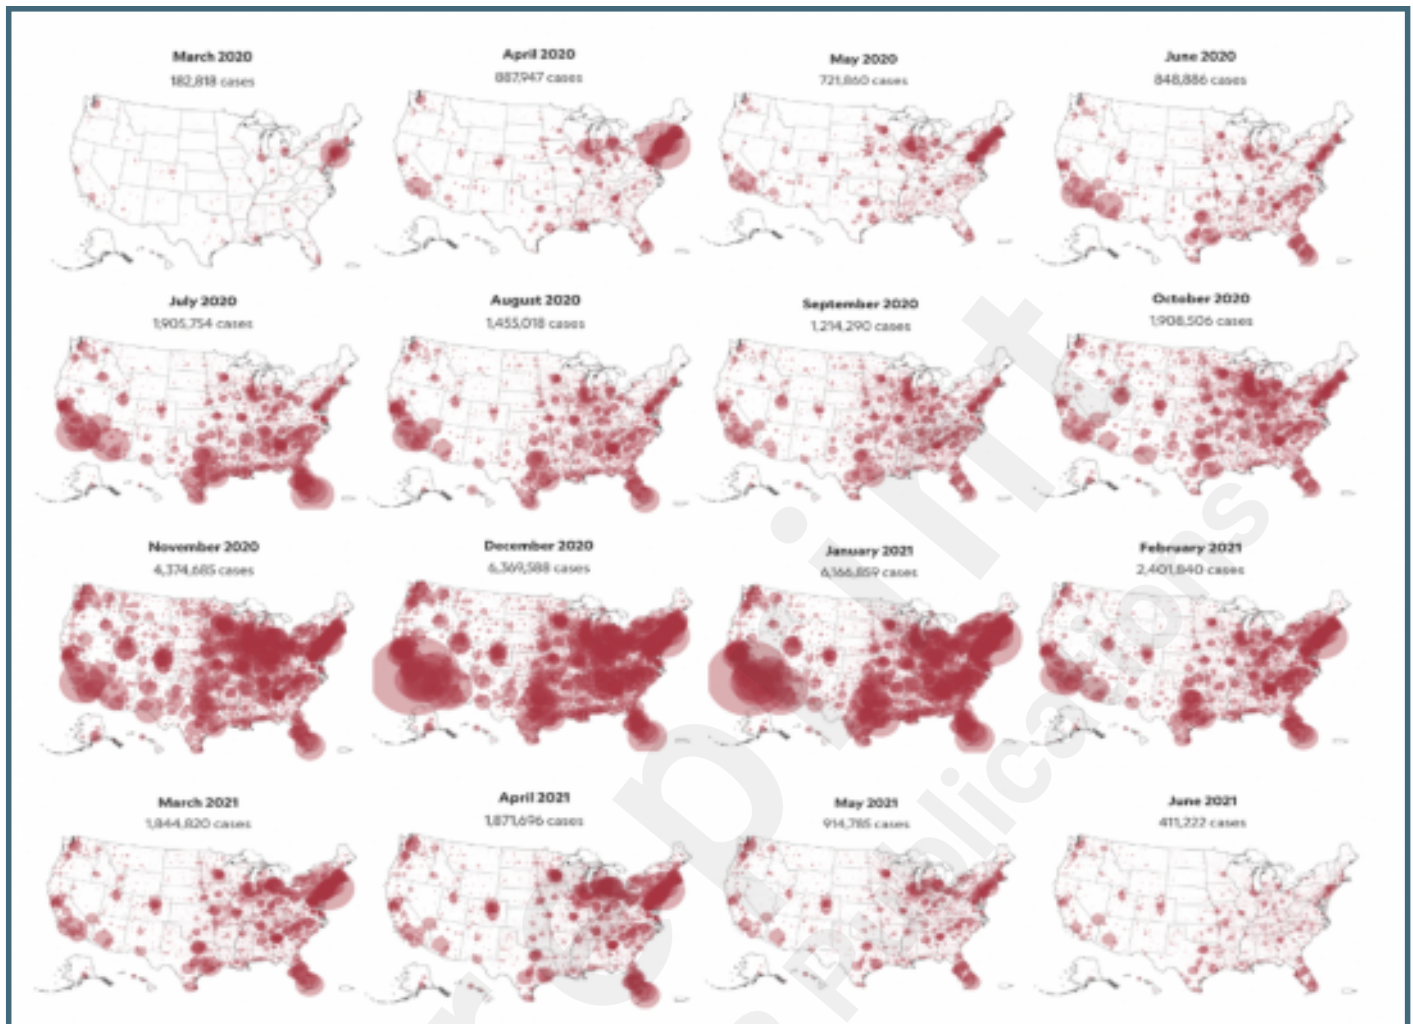 March 2020
182,818 cases
April 2020
887,947 cases
May 2020
721,860 cases
June 2020
848,886 cases
July 2020
1,905,754 cases
August 2020
1,455,018 cases
September 2020
1,214,290 cases
October 2020
1,908,506 cases
November 2020
4,374,685 cases
December 2020
6,369,588 cases
January 2021
6,166,859 cases
February 2021
2,401,840 cases
March 2021
1,844,820 cases
April 2021
1,871,696 cases
May 2021
914,785 cases
June 2021
411,222 cases
print
publications